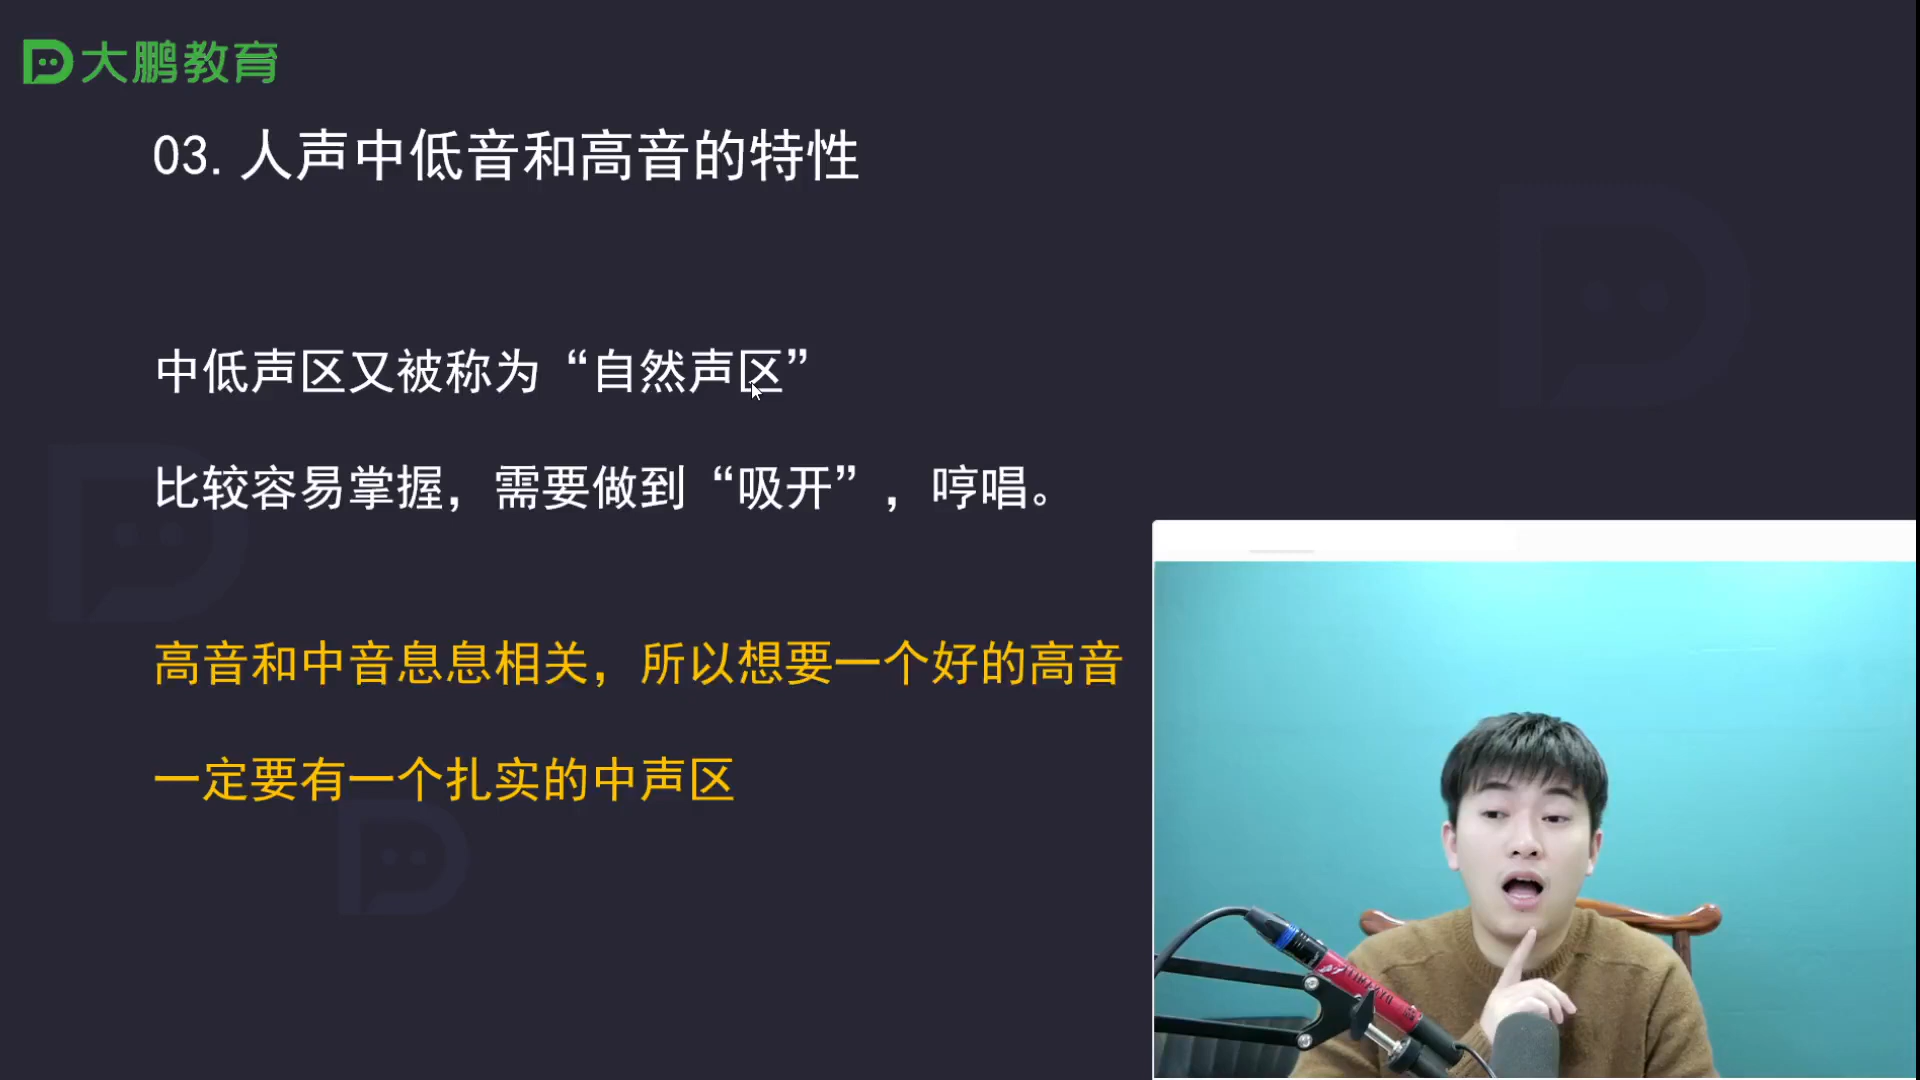 大鹏教育
03. 人声中低音和高音的特性
中低声区又被称为“自然声区”
比较容易掌握，需要做到“吸开”，哼唱。
高音和中音息息相关，所以想要一个好的高音
一定要有一个扎实的中声区